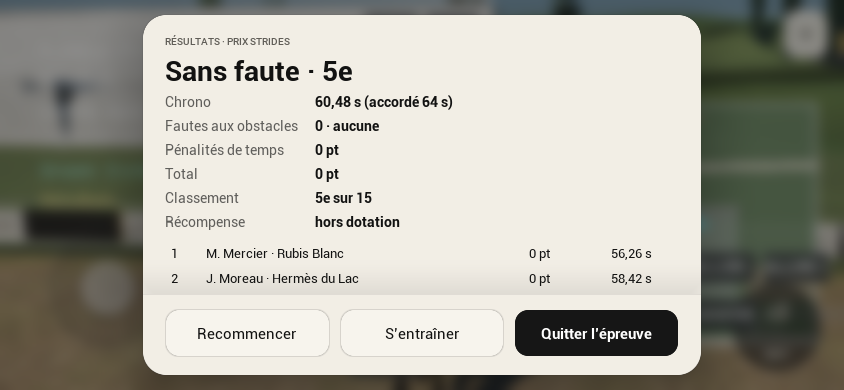 RÉSULTATS · PRIX STRIDES
Sans faute · 5e
Chrono 60,48 s (accordé 64 s)
Fautes aux obstacles 0 · aucune
Pénalités de temps 0 pt
Total 0 pt
Classement 5e sur 15
Récompense hors dotation
1 M. Mercier · Rubis Blanc 0 pt 56,26 s
2 J. Moreau · Hermès du Lac 0 pt 58,42 s
Recommencer S'entraîner Quitter l'épreuve